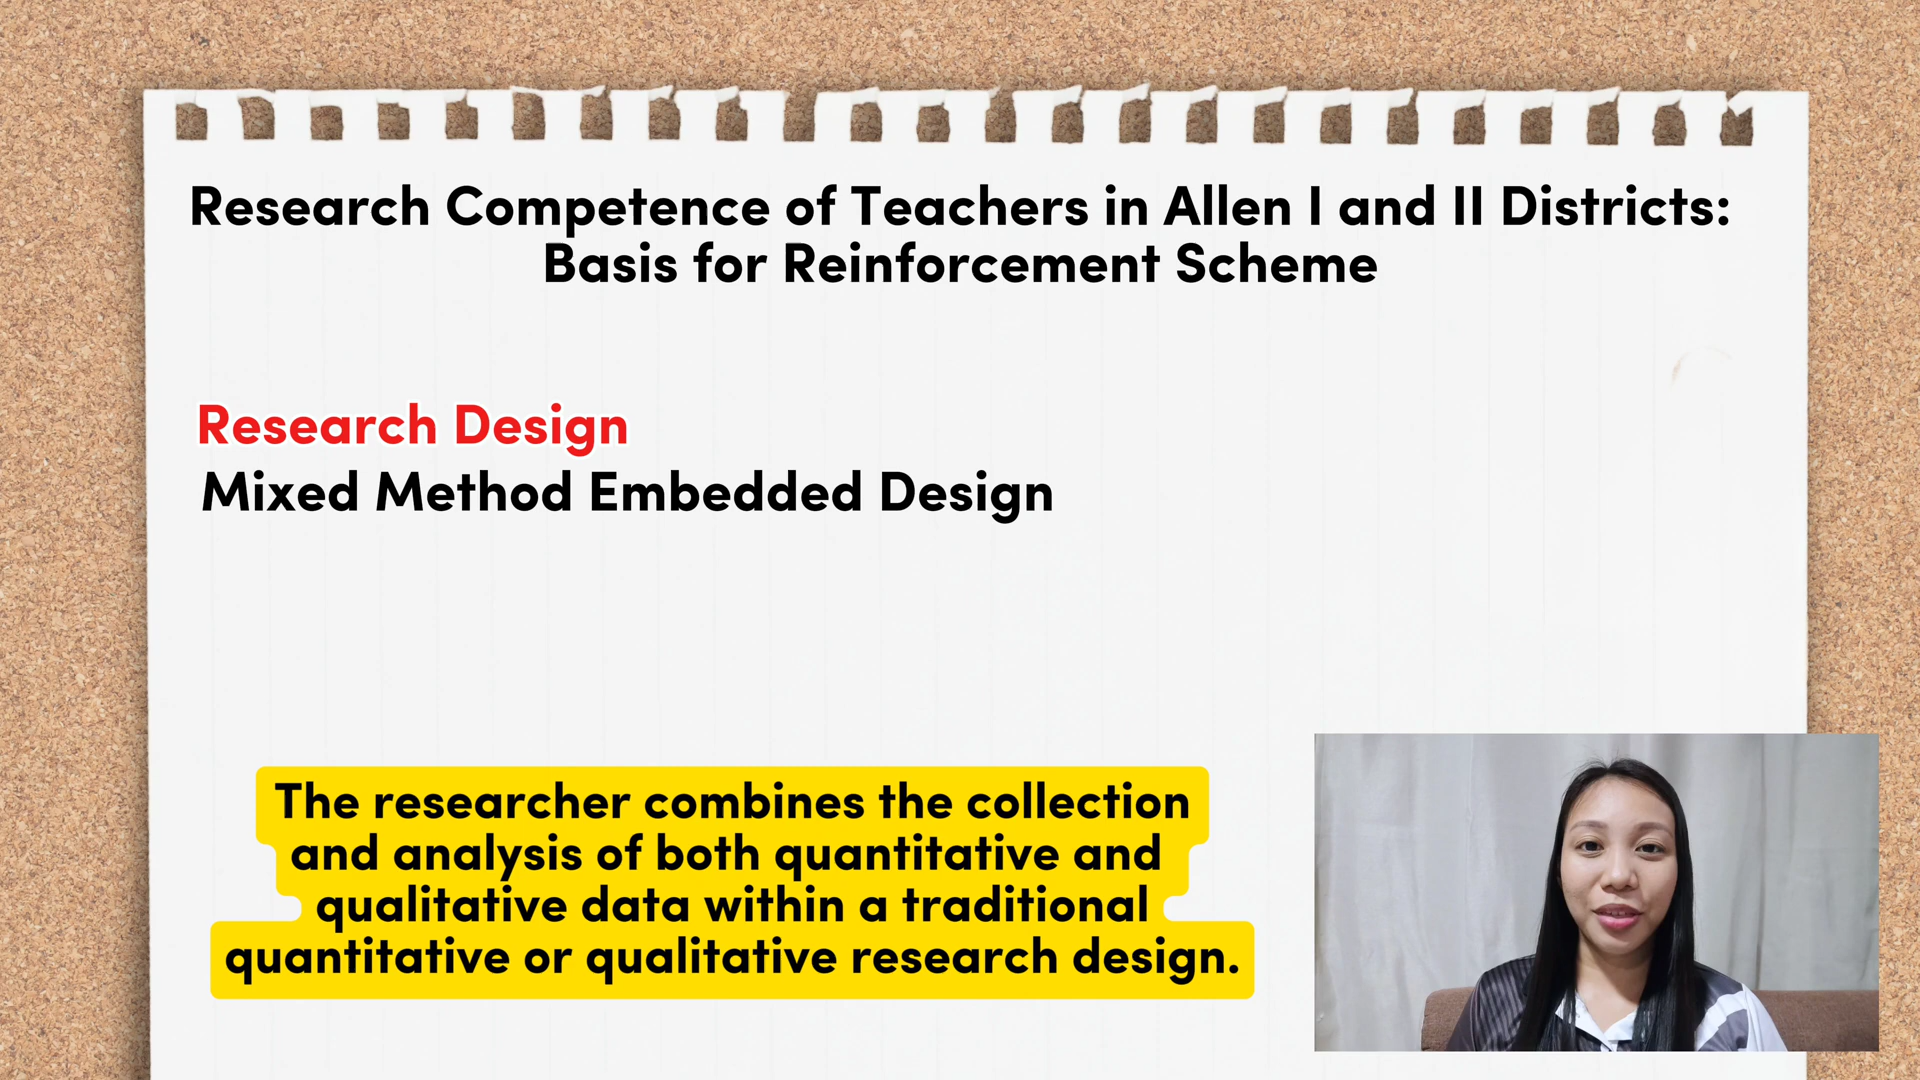 Research Competence of Teachers in Allen I and II Districts:
Basis for Reinforcement Scheme
Research Design
Mixed Method Embedded Design
The researcher combines the collection
and analysis of both quantitative and
qualitative data within a traditional
quantitative or qualitative research design.